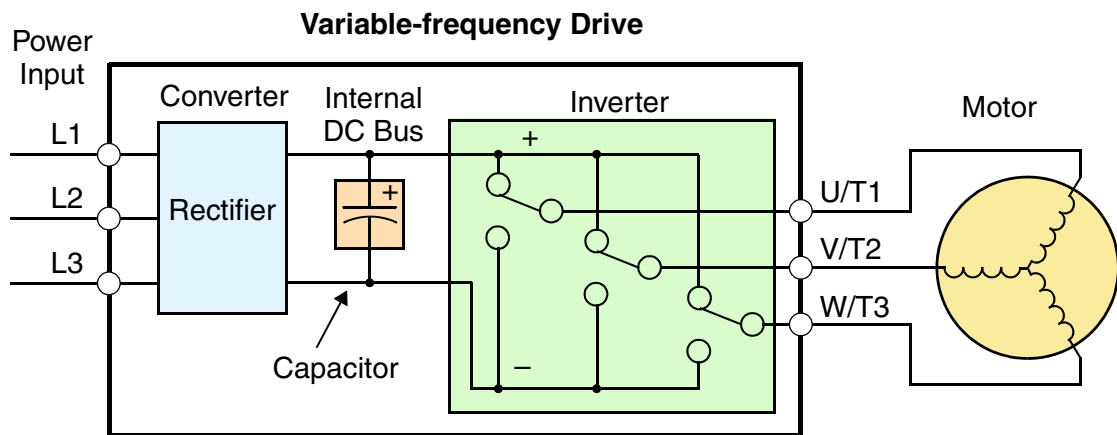 Variable-frequency Drive
Power
Input
Converter
Internal
DC Bus
Inverter
Motor
L1
L2
L3
Rectifier
+
+
–
U/T1
V/T2
W/T3
Capacitor